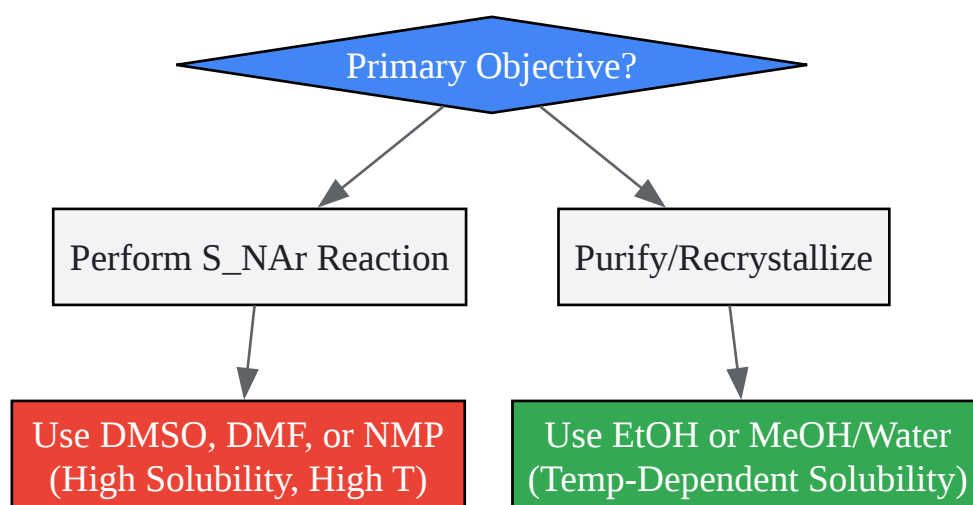 Primary Objective?
Perform S_NAr Reaction
Purify/Recrystallize
Use DMSO, DMF, or NMP
(High Solubility, High T)
Use EtOH or MeOH/Water
(Temp-Dependent Solubility)